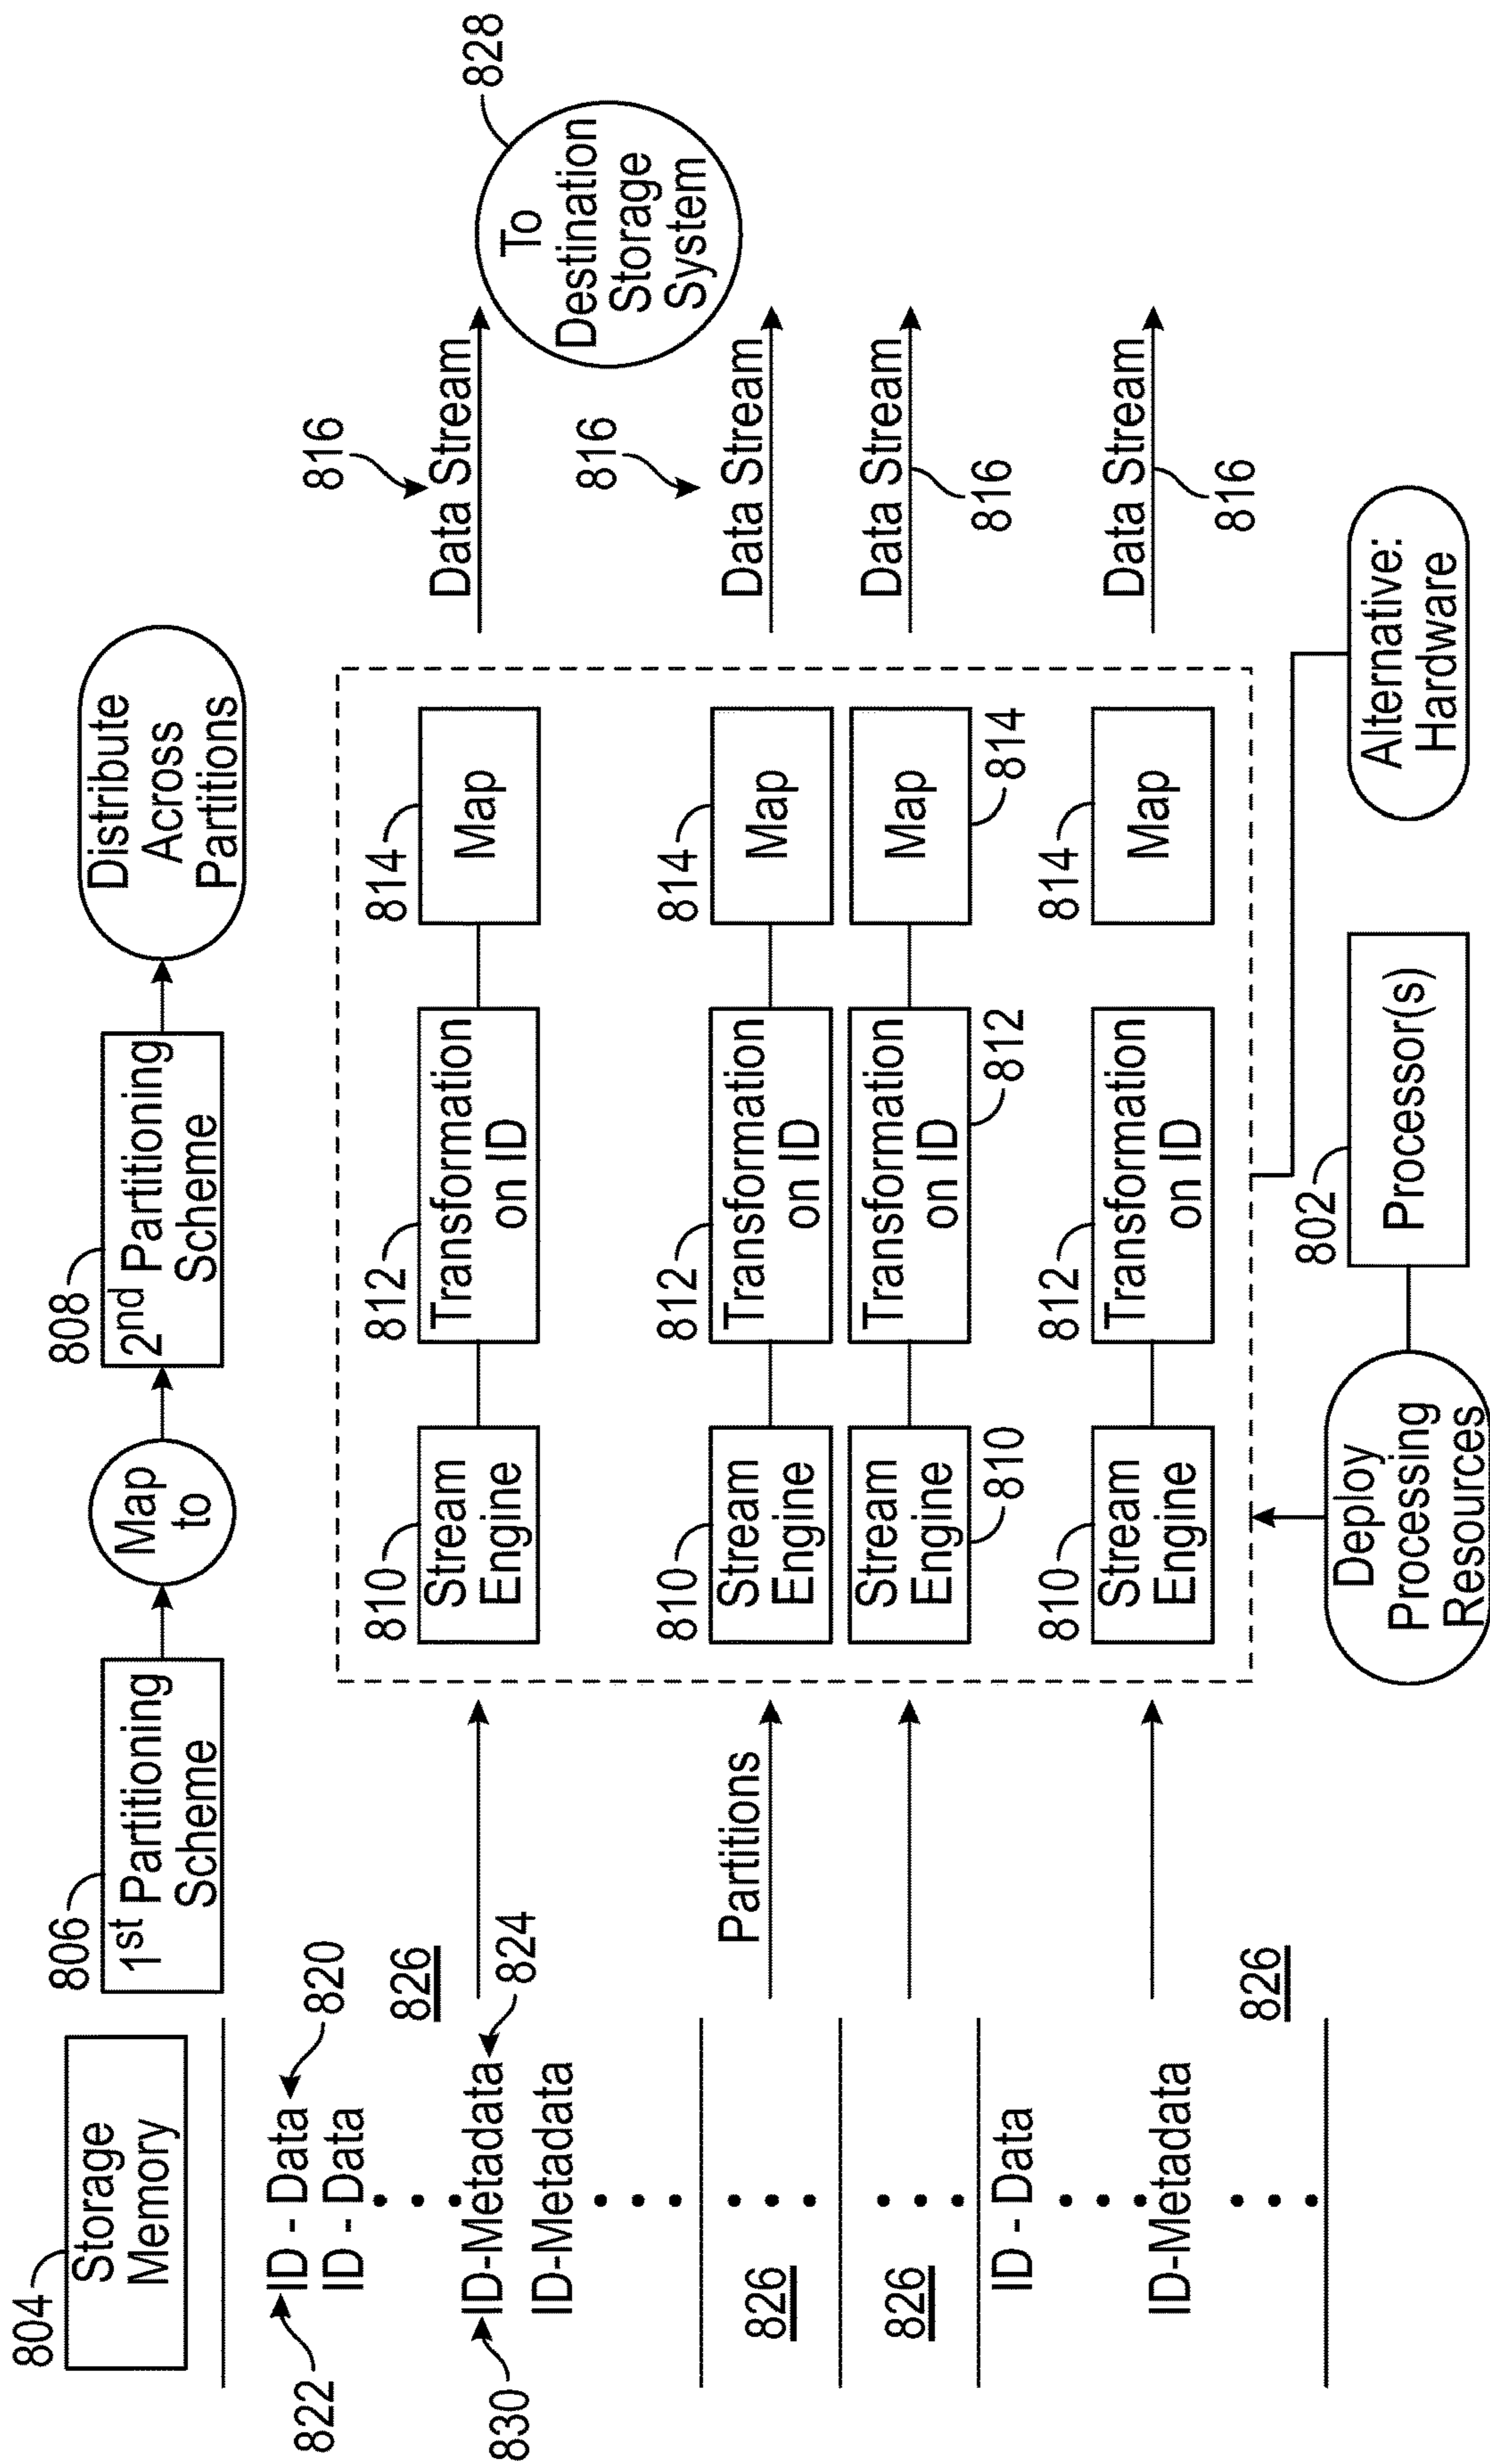 804
Storage
Memory
806
1st Partitioning
Scheme
Map
to
808
2nd Partitioning
Scheme
Distribute
Across
Partitions
822
ID - Data
820
ID - Data
826
830
ID-Metadata
824
ID-Metadata
826
826
ID - Data
ID-Metadata
826
Partitions
810
Stream
Engine
812
Transformation
on ID
814
Map
816
Data Stream
810
Stream
Engine
812
Transformation
on ID
814
Map
816
Data Stream
Stream
Engine
810
Transformation
on ID
812
Map
814
Data Stream
816
810
Stream
Engine
812
Transformation
on ID
814
Map
Data Stream
816
828
To
Destination
Storage
System
Deploy
Processing
Resources
802
Processor(s)
Alternative:
Hardware